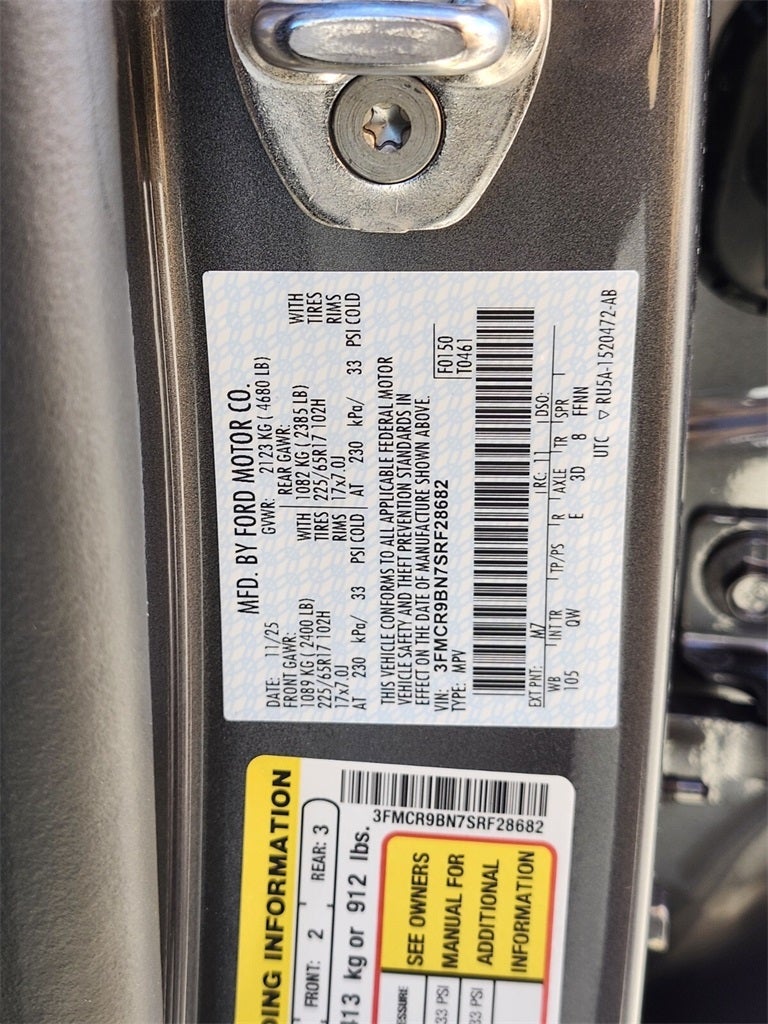 MFD. BY FORD MOTOR CO.
DATE: 11/25 GVWR: 2123 KG ( 4680 LB)
FRONT GAWR: REAR GAWR:
1089 KG ( 2400 LB) WITH 1082 KG ( 2385 LB) WITH
225/65R17 102H TIRES 225/65R17 102H TIRES
17x7.0J RIMS 17x7.0J RIMS
AT 230 kPa/ 33 PSI COLD AT 230 kPa/ 33 PSI COLD
THIS VEHICLE CONFORMS TO ALL APPLICABLE FEDERAL MOTOR
VEHICLE SAFETY AND THEFT PREVENTION STANDARDS IN
EFFECT ON THE DATE OF MANUFACTURE SHOWN ABOVE.
VIN: 3FMCR9BN7SRF28682
TYPE: MPV
F0150
T0461
EXT PNT: M7 RC: 11 DSO:
WB INT TR TP/PS R AXLE TR SPR
105 QW E 3D 8 FFNN
UTC ▽ RU5A-1520472-AB
DING INFORMATION
FRONT: 2 REAR: 3
413 kg or 912 lbs.
3FMCR9BN7SRF28682
SEE OWNERS
MANUAL FOR
ADDITIONAL
INFORMATION
33 PSI
33 PSI